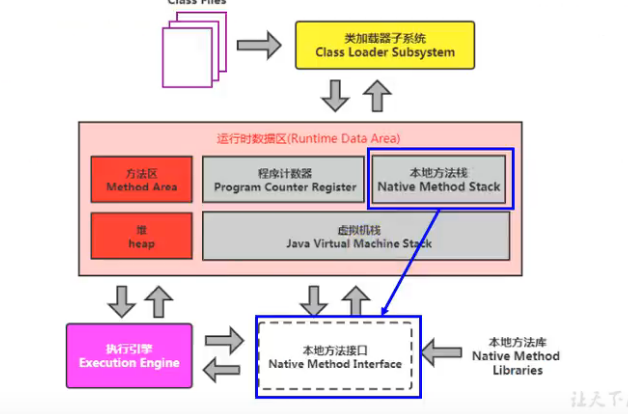 Class Files
类加载器子系统
Class Loader Subsystem
运行时数据区(Runtime Data Area)
方法区
Method Area
程序计数器
Program Counter Register
本地方法栈
Native Method Stack
堆
heap
虚拟机栈
Java Virtual Machine Stack
执行引擎
Execution Engine
本地方法接口
Native Method Interface
本地方法库
Native Method
Libraries
让天下